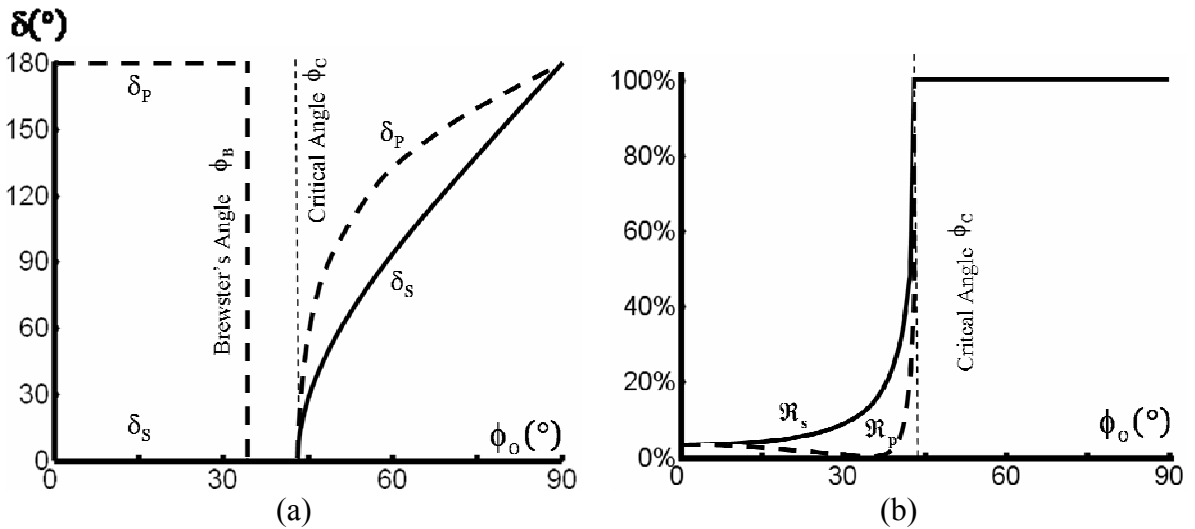 δ(°)
180
150
120
90
60
30
0
δP
δS
Brewster's Angle ϕB
Critical Angle ϕC
δP
δS
ϕo(°)
0
30
60
90
(a)
100%
80%
60%
40%
20%
0%
ℜs
ℜp
Critcal Angle ϕC
ϕo(°)
0
30
60
90
(b)